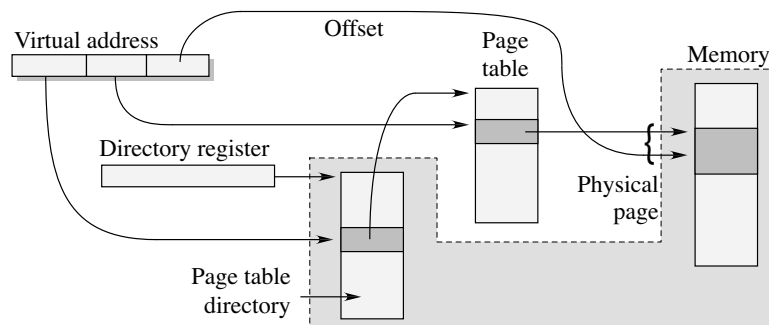 Virtual address
Offset
Page
table
Memory
Directory register
Physical
page
Page table
directory